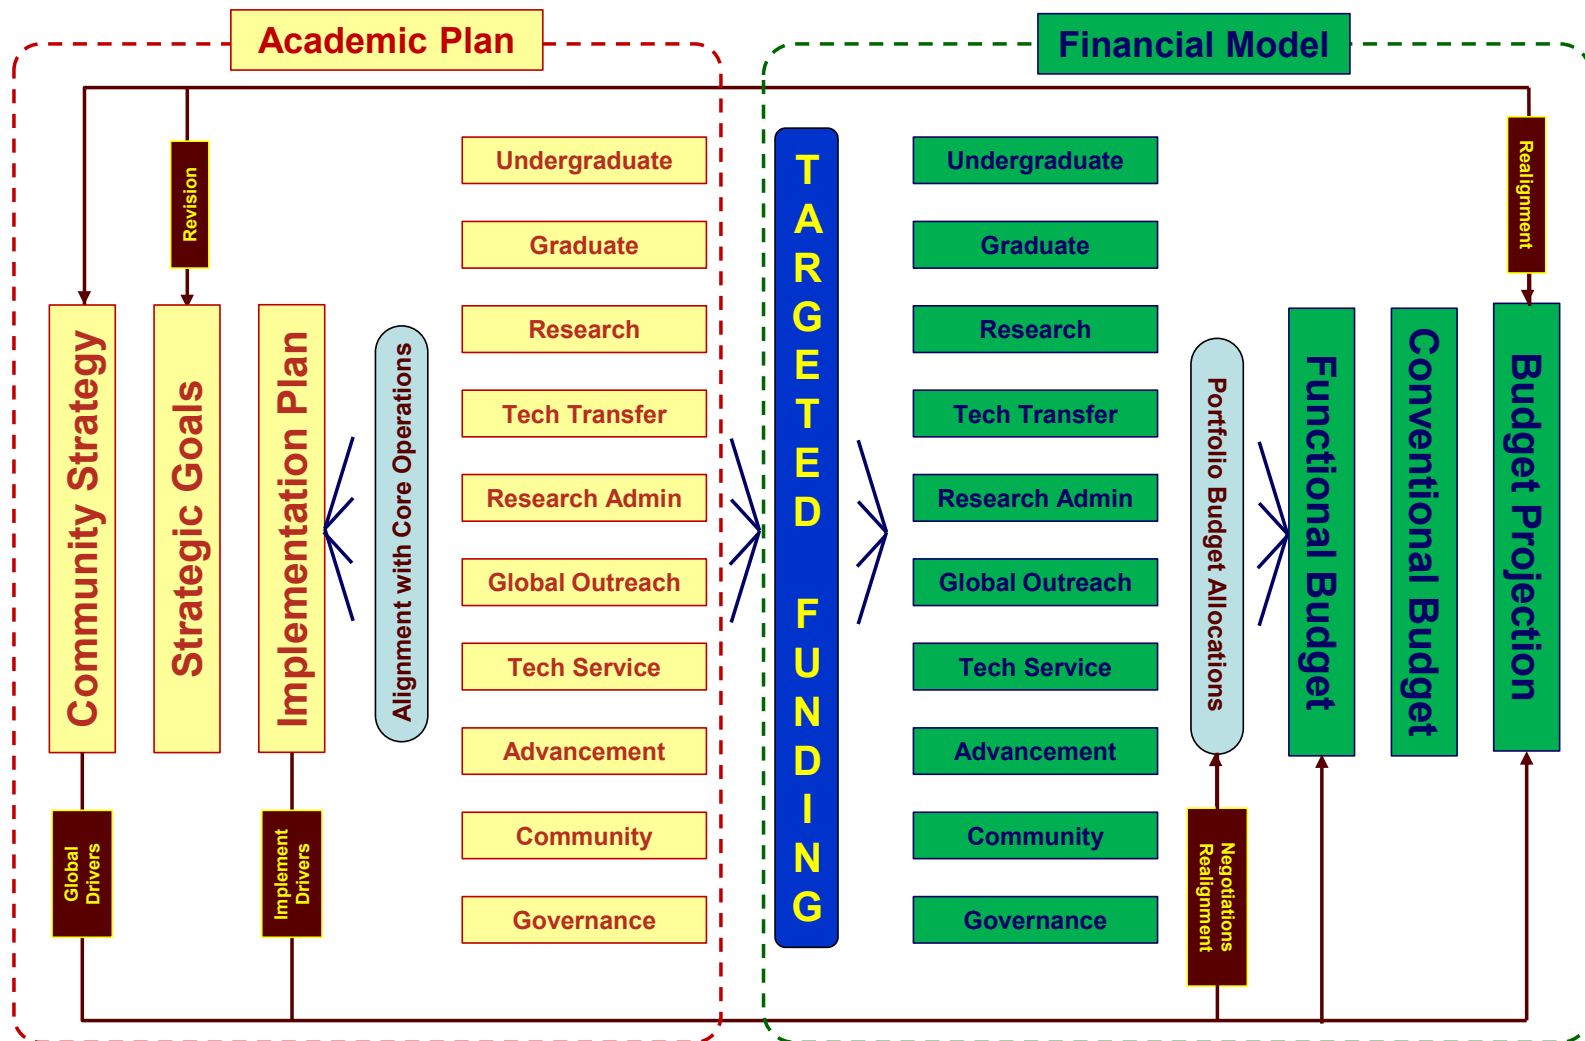 Academic Plan
Financial Model
Revision
Realignment
Community Strategy
Strategic Goals
Implementation Plan
Alignment with Core Operations
Undergraduate
Graduate
Research
Tech Transfer
Research Admin
Global Outreach
Tech Service
Advancement
Community
Governance
TARGETED FUNDING
Undergraduate
Graduate
Research
Tech Transfer
Research Admin
Global Outreach
Tech Service
Advancement
Community
Governance
Portfolio Budget Allocations
Functional Budget
Conventional Budget
Budget Projection
Global
Drivers
Implement
Drivers
Negotiations
Realignment